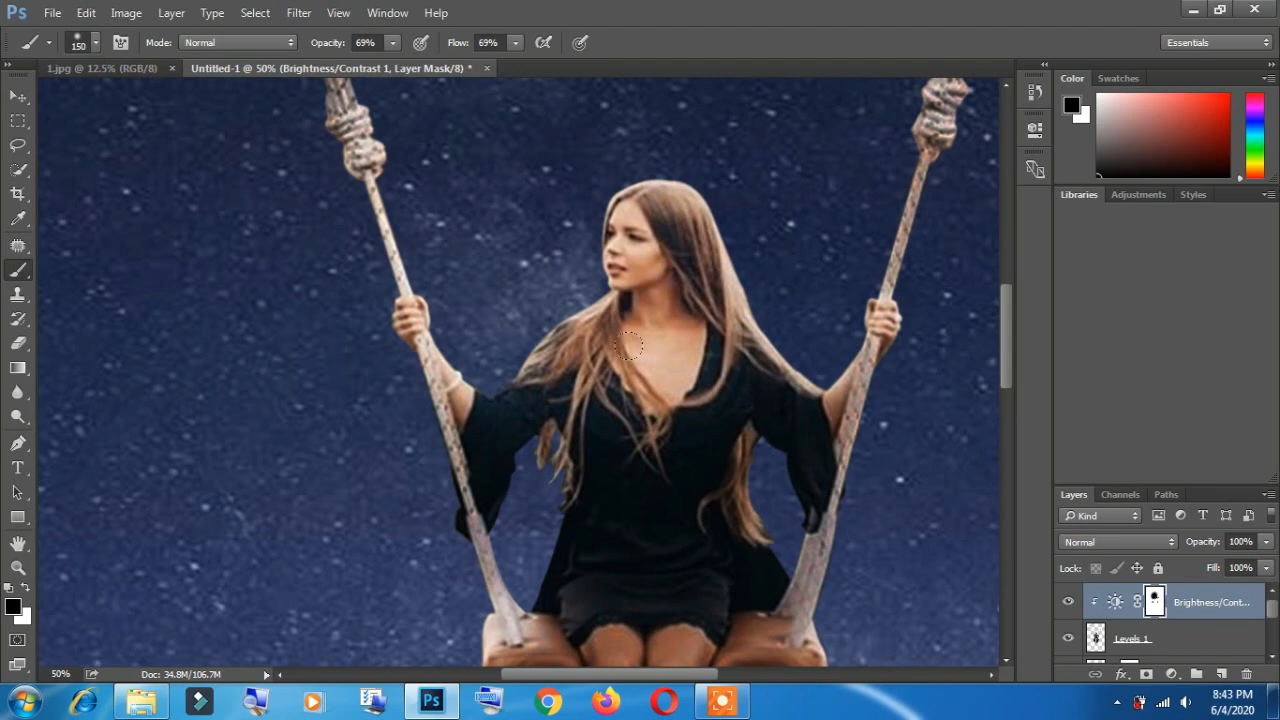 Ps File Edit Image Layer Type Select Filter View Window Help
150 Mode: Normal Opacity: 69% Flow: 69% Essentials
1.jpg @ 12.5% (RGB/8) × Untitled-1 @ 50% (Brightness/Contrast 1, Layer Mask/8) * ×
Color Swatches
Libraries Adjustments Styles
Layers Channels Paths
Kind
Normal Opacity: 100%
Lock: Fill: 100%
Brightness/Cont...
Levels 1
50% Doc: 34.8M/106.7M
8:43 PM
6/4/2020